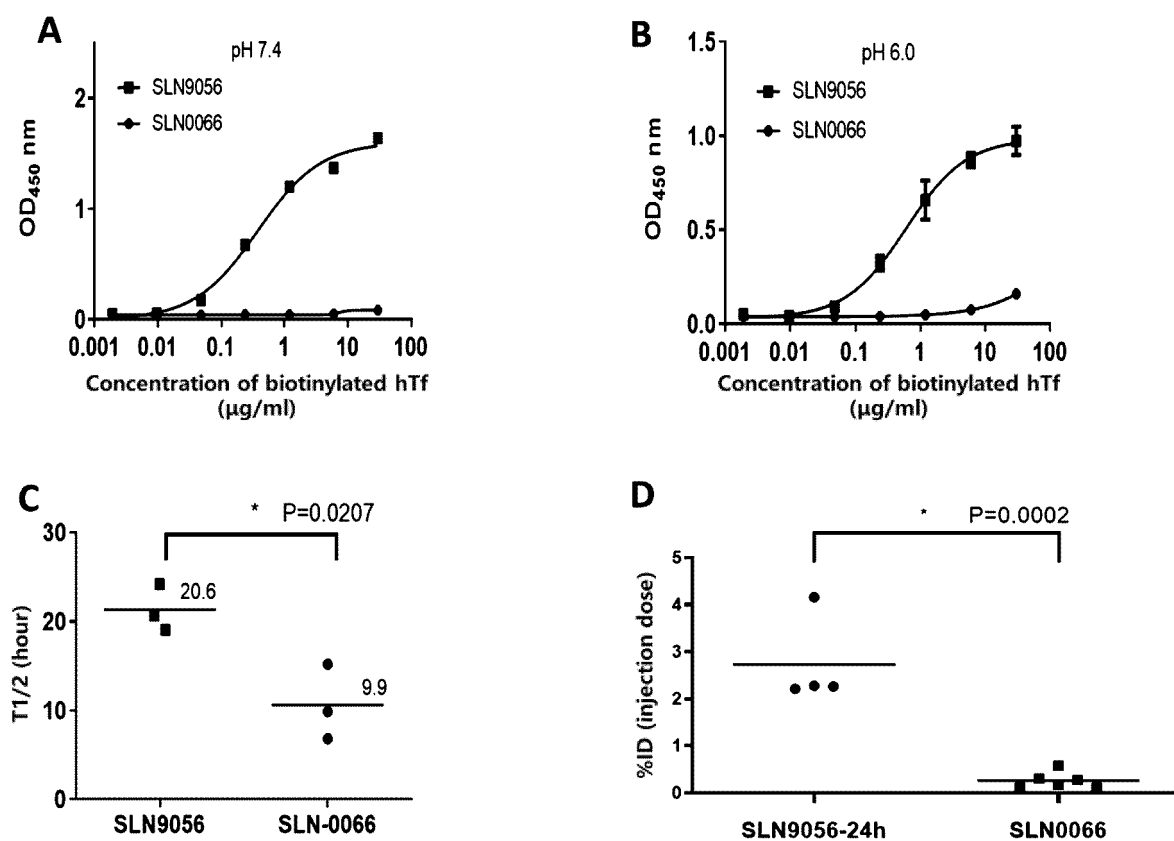 A
pH 7.4
SLN9056
SLN0066
2
1
0
OD450 nm
0.001 0.01 0.1 1 10 100
Concentration of biotinylated hTf
(μg/ml)
B
pH 6.0
SLN9056
SLN0066
1.5
1.0
0.5
0.0
OD450 nm
0.001 0.01 0.1 1 10 100
Concentration of biotinylated hTf
(μg/ml)
C
* P=0.0207
30
20
10
0
T1/2 (hour)
20.6
9.9
SLN9056 SLN-0066
D
* P=0.0002
5
4
3
2
1
0
%ID (injection dose)
SLN9056-24h SLN0066